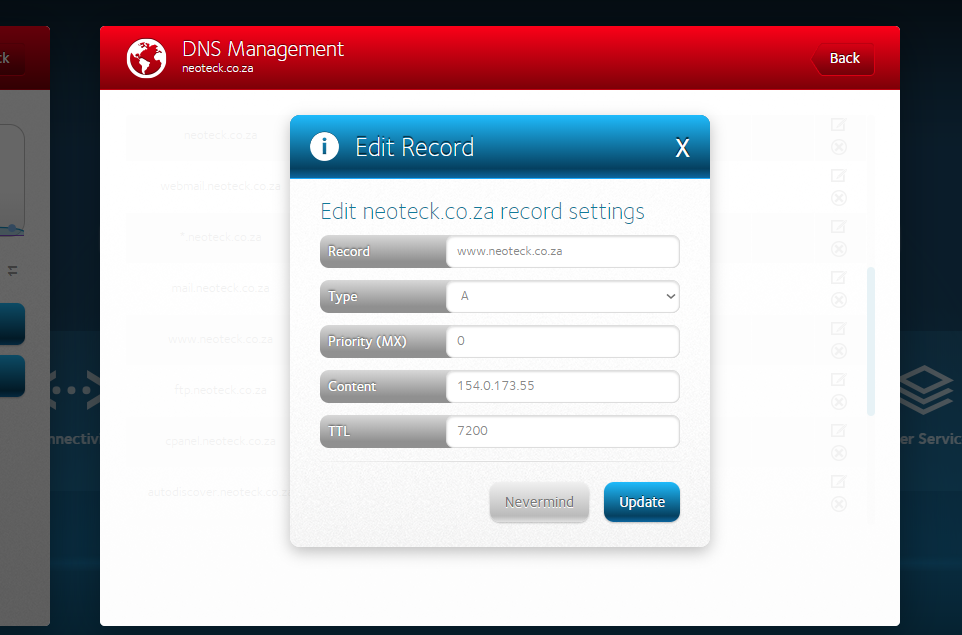 ck
DNS Management
neoteck.co.za
Back
neoteck.co.za
webmail.neoteck.co.za
* neoteck.co.za
mail.neoteck.co.za
www.neoteck.co.za
ftp.neoteck.co.za
cpanel.neoteck.co.za
autodiscover.neoteck.co.z
i
Edit Record
X
Edit neoteck.co.za record settings
Record
www.neoteck.co.za
Type
A
Priority (MX)
0
Content
154.0.173.55
TTL
7200
Nevermind
Update
nnectiv
er Servic